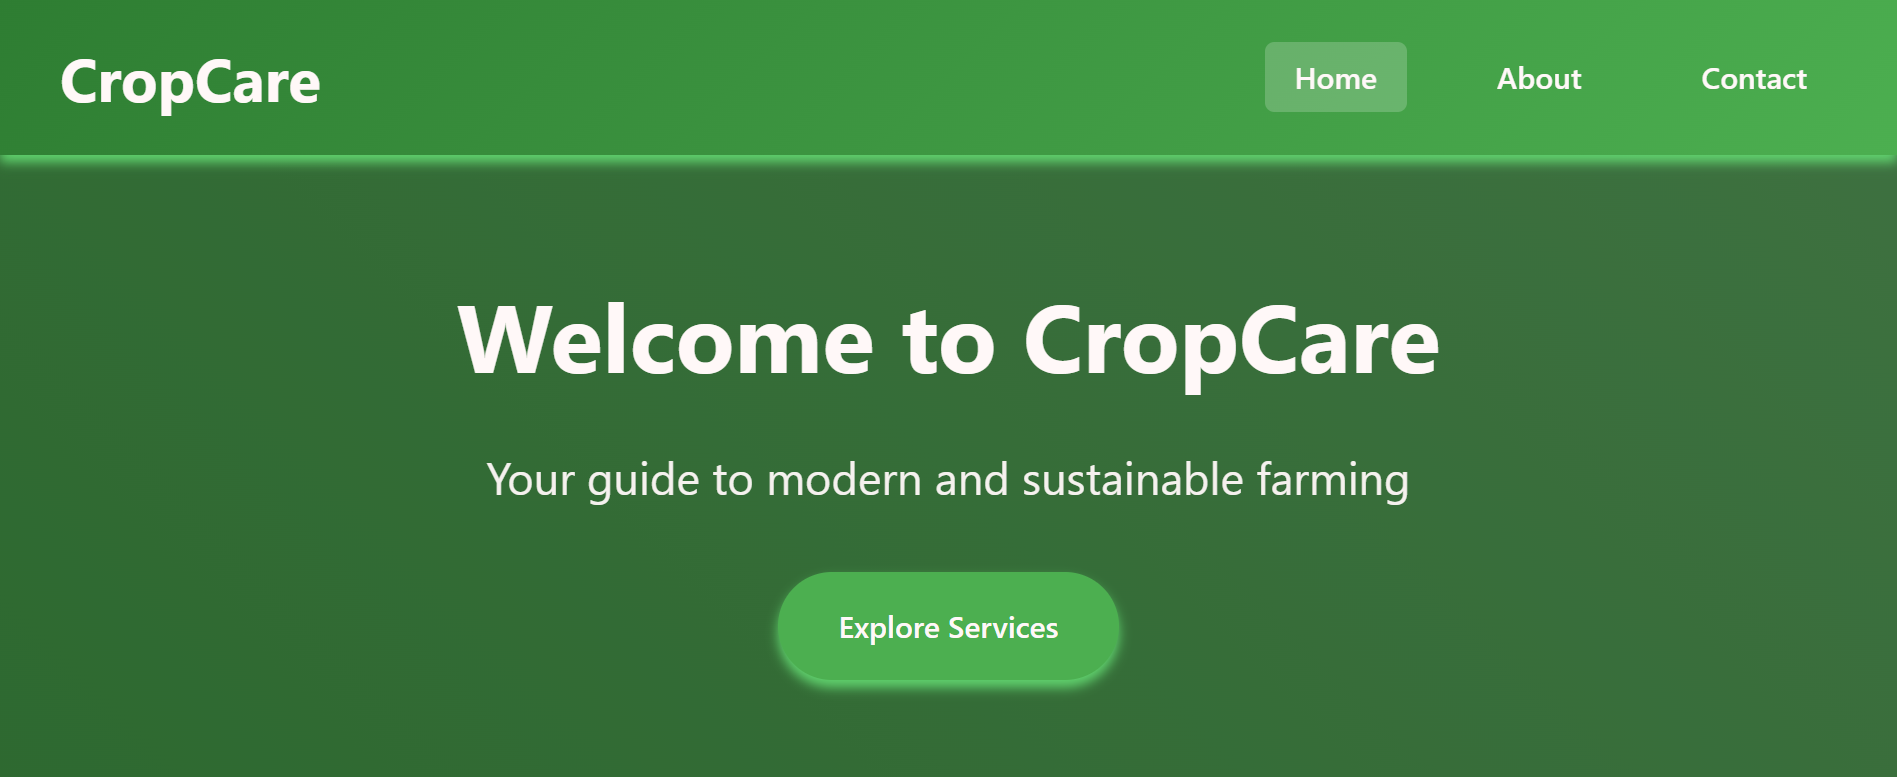 CropCare
Home About Contact
Welcome to CropCare
Your guide to modern and sustainable farming
Explore Services